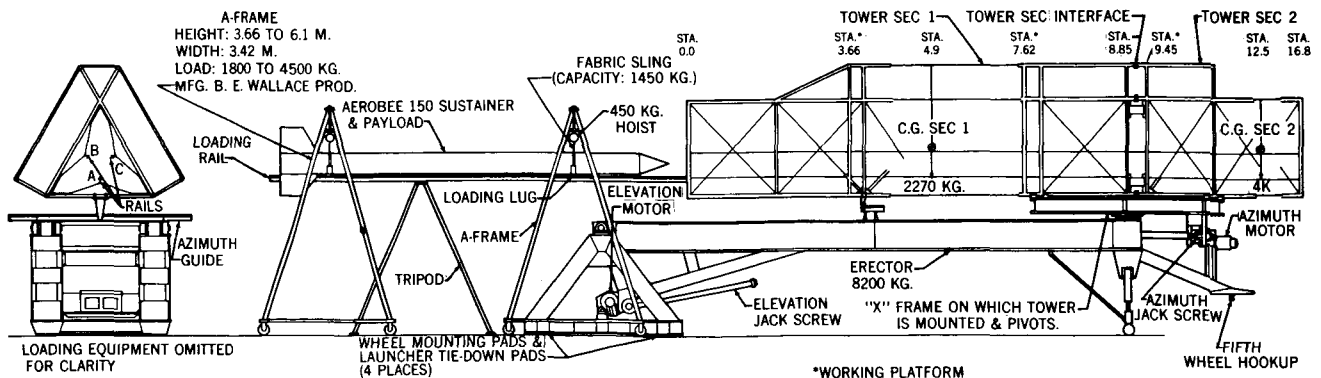 A-FRAME
HEIGHT: 3.66 TO 6.1 M.
WIDTH: 3.42 M.
LOAD: 1800 TO 4500 KG.
MFG. B. E. WALLACE PROD.
AEROBEE 150 SUSTAINER
& PAYLOAD
LOADING
RAIL
FABRIC SLING
(CAPACITY: 1450 KG.)
450 KG.
HOIST
TOWER SEC 1
TOWER SEC INTERFACE
TOWER SEC 2
STA.
0.0
STA.*
3.66
STA.
4.9
STA.*
7.62
STA.
8.85
STA.*
9.45
STA.
12.5
STA.
16.8
B
C
A
RAILS
AZIMUTH
GUIDE
LOADING LUG
ELEVATION
MOTOR
A-FRAME
TRIPOD
C.G. SEC 1
2270 KG.
C.G. SEC 2
4K
AZIMUTH
MOTOR
ERECTOR
8200 KG.
ELEVATION
JACK SCREW
"X" FRAME ON WHICH TOWER
IS MOUNTED & PIVOTS.
AZIMUTH
JACK SCREW
FIFTH
WHEEL HOOKUP
LOADING EQUIPMENT OMITTED
FOR CLARITY
WHEEL MOUNTING PADS &
LAUNCHER TIE-DOWN PADS
(4 PLACES)
*WORKING PLATFORM